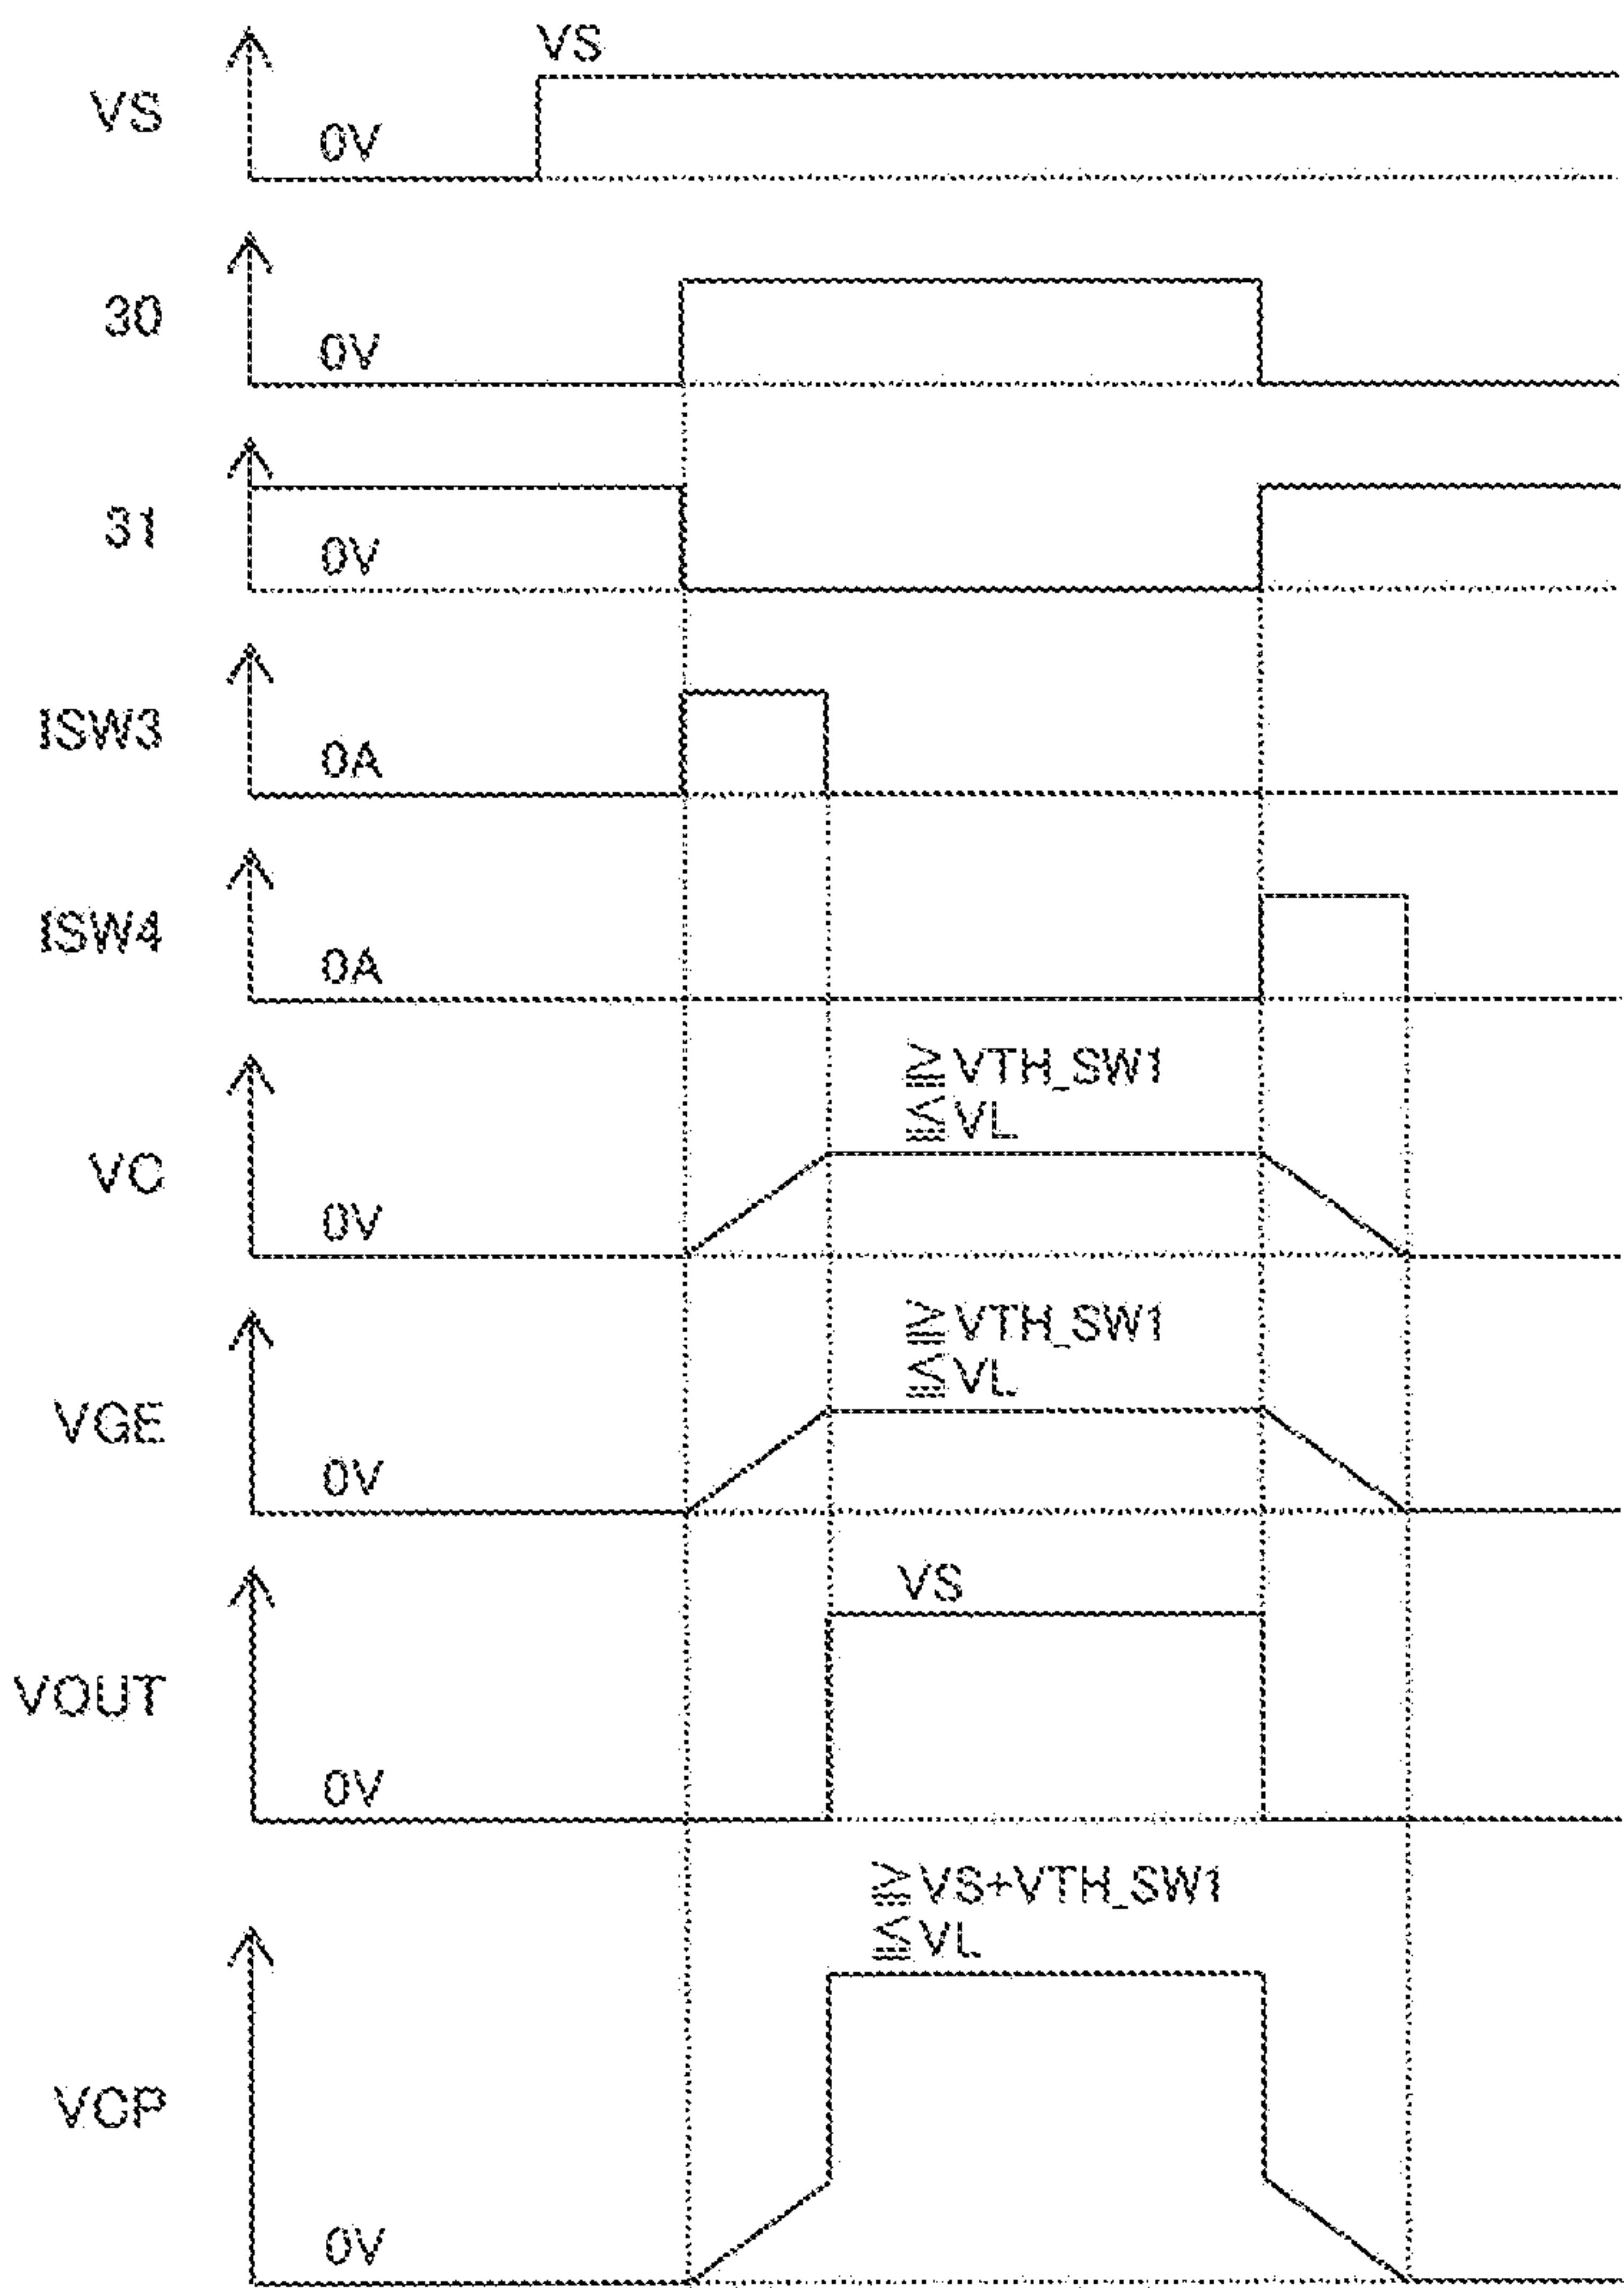 VS
VS
0V
30
0V
31
0V
ISW3
0A
ISW4
0A
≧VTH_SW1
≦VL
VC
0V
≧VTH_SW1
≦VL
VGE
0V
VS
VOUT
0V
≧VS+VTH_SW1
≦VL
VCP
0V